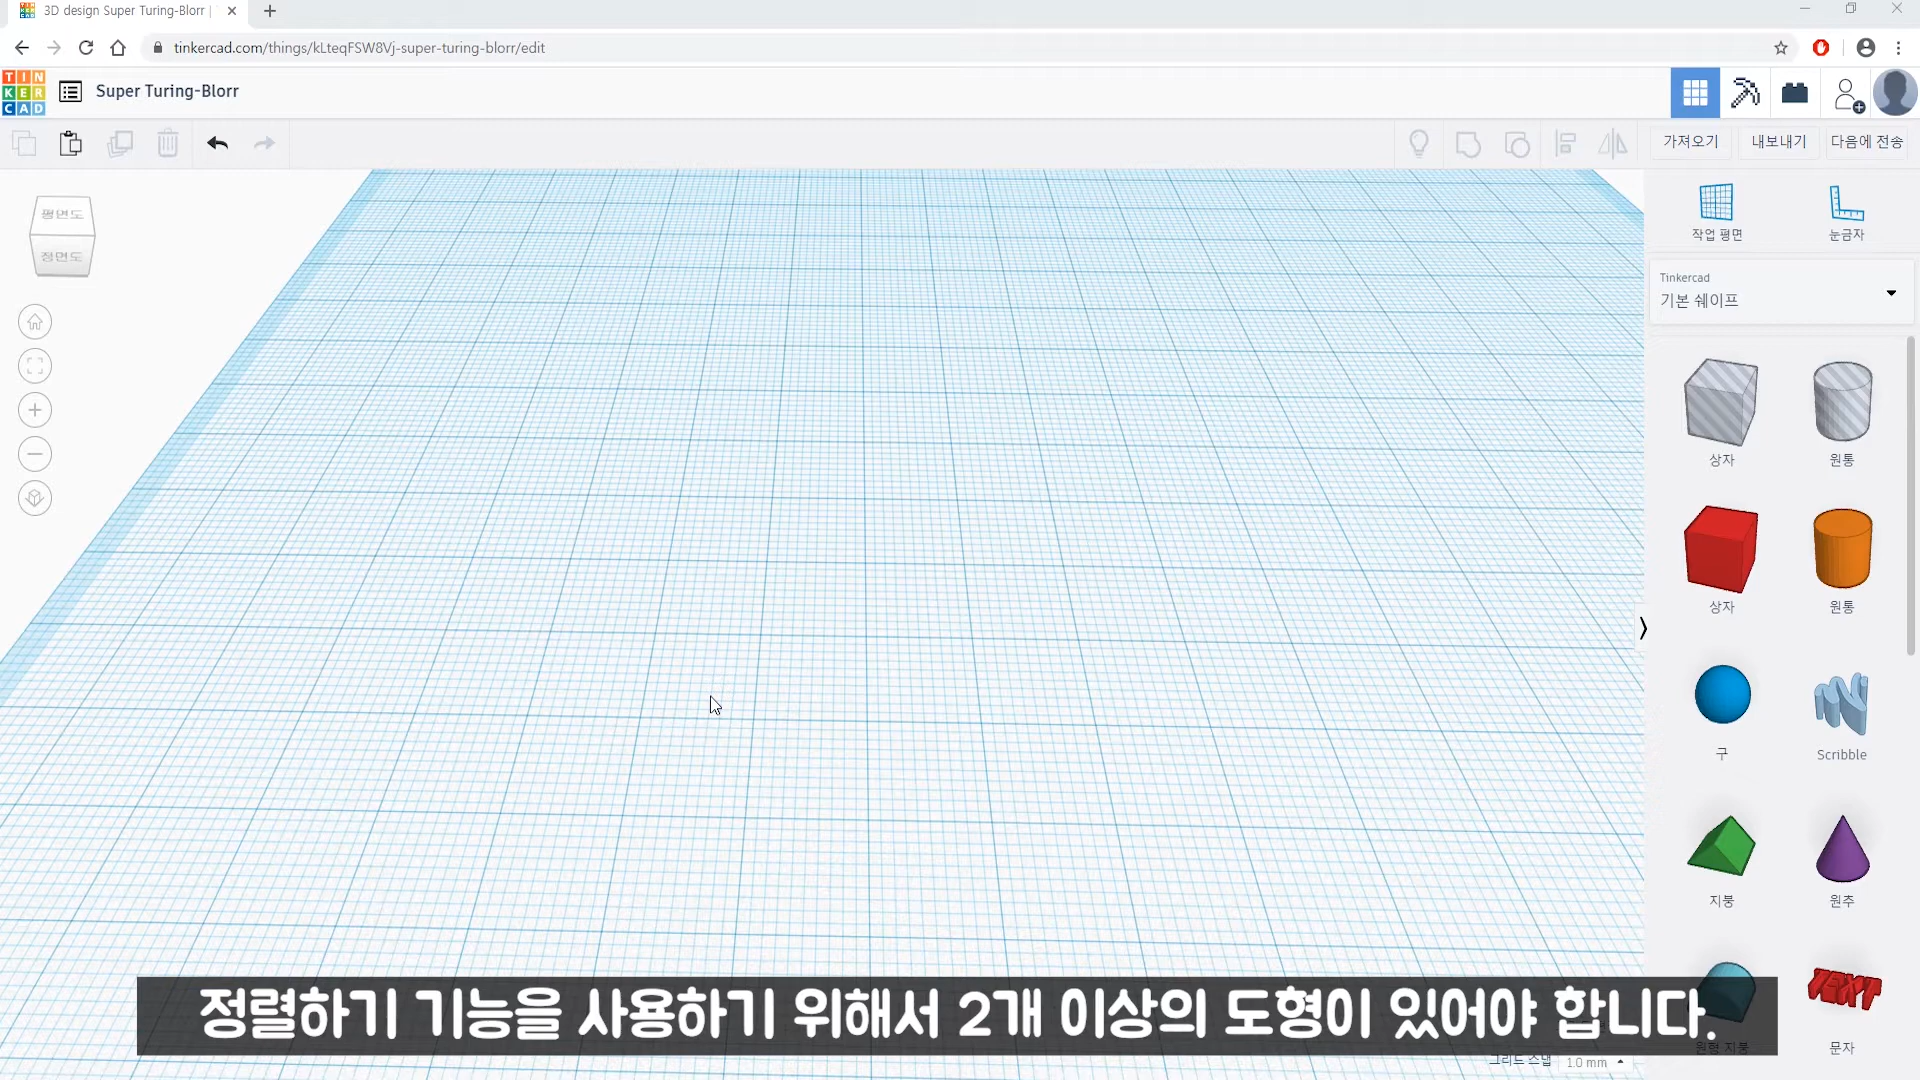 3D design Super Turing-Blorr |
tinkercad.com/things/kLteqFSW8Vj-super-turing-blorr/edit
TIN
KER
CAD
Super Turing-Blorr
가져오기
내보내기
다음에 전송
평면도
정면도
작업 평면
눈금자
Tinkercad
기본 쉐이프
상자
원통
상자
원통
구
Scribble
지붕
원추
TEXT
정렬하기 기능을 사용하기 위해서 2개 이상의 도형이 있어야 합니다.
원형 지붕
문자
그리드 스냅
1.0 mm